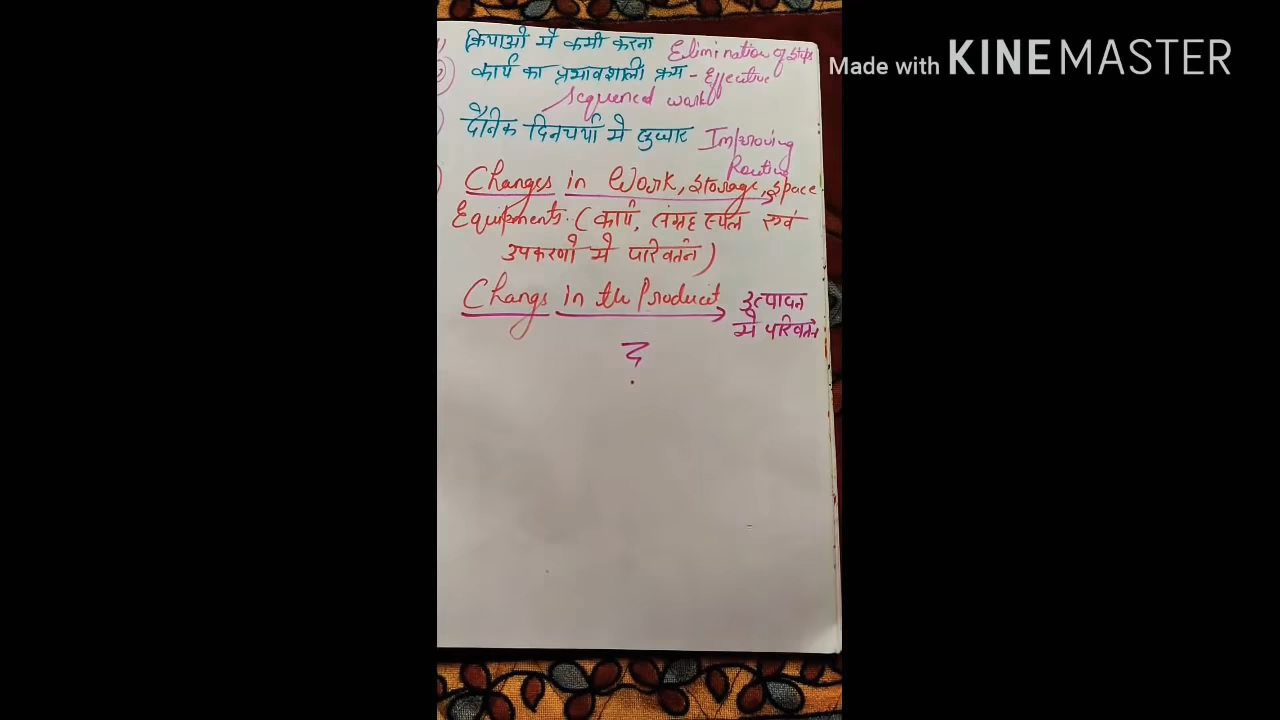 Made with KINEMASTER
क्रियाओ मे कमी करना Elimination of Steps
कार्य का प्रभावशाली क्रम - Effective
Sequenced work
दैनिक दिनचर्या मे सुधार Improving
Routine
Changes in Work, Storage, Space
Equipments. (कार्य, संग्रह स्थल एवं
उपकरणो मे परिवर्तन)
Changs in the Product उत्पादन
मे परिवर्तन